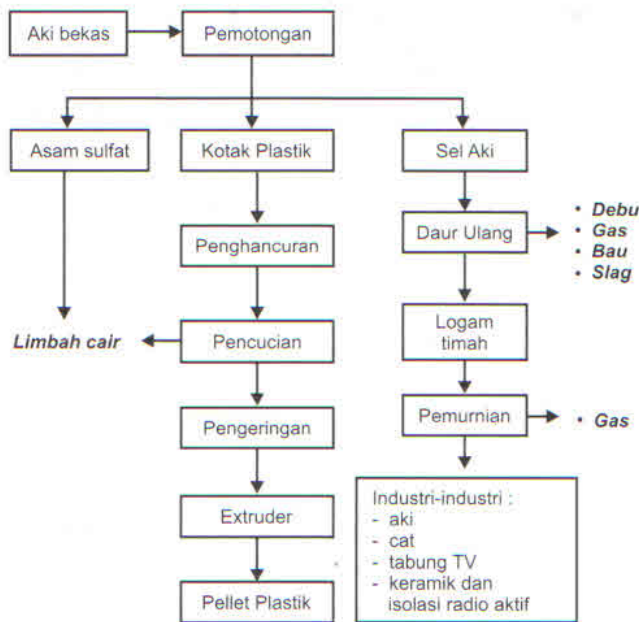 Aki bekas
Pemotongan
Asam sulfat
Kotak Plastik
Sel Aki
Penghancuran
Daur Ulang
• Debu
• Gas
• Bau
• Slag
Limbah cair
Pencucian
Logam
timah
Pengeringan
Pemurnian
• Gas
Extruder
Pellet Plastik
Industri-industri :
- aki
- cat
- tabung TV
- keramik dan
isolasi radio aktif